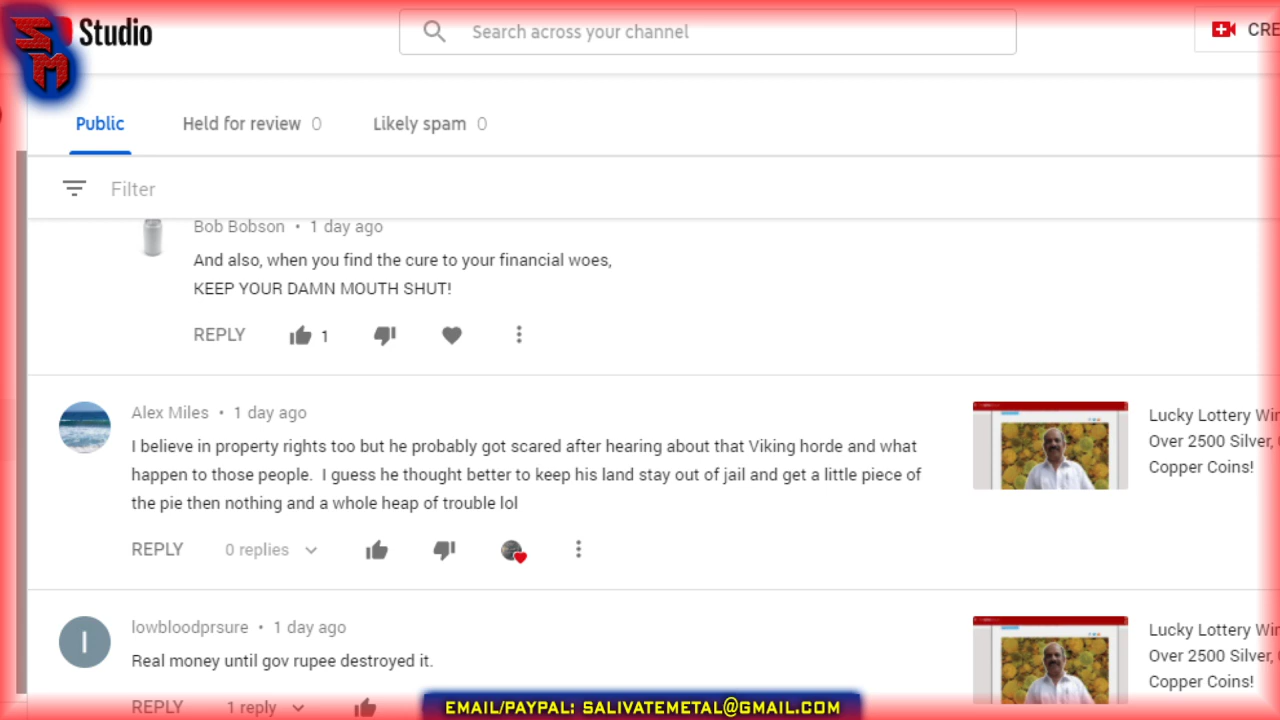 SM
Studio
Search across your channel
CRE
Public
Held for review 0
Likely spam 0
Filter
Bob Bobson • 1 day ago
And also, when you find the cure to your financial woes,
KEEP YOUR DAMN MOUTH SHUT!
REPLY
1
Alex Miles • 1 day ago
I believe in property rights too but he probably got scared after hearing about that Viking horde and what
happen to those people. I guess he thought better to keep his land stay out of jail and get a little piece of
the pie then nothing and a whole heap of trouble lol
Lucky Lottery Win
Over 2500 Silver,
Copper Coins!
REPLY
0 replies
l
lowbloodprsure • 1 day ago
Real money until gov rupee destroyed it.
Lucky Lottery Win
Over 2500 Silver,
Copper Coins!
REPLY
1 reply
EMAIL/PAYPAL: SALIVATEMETAL@GMAIL.COM